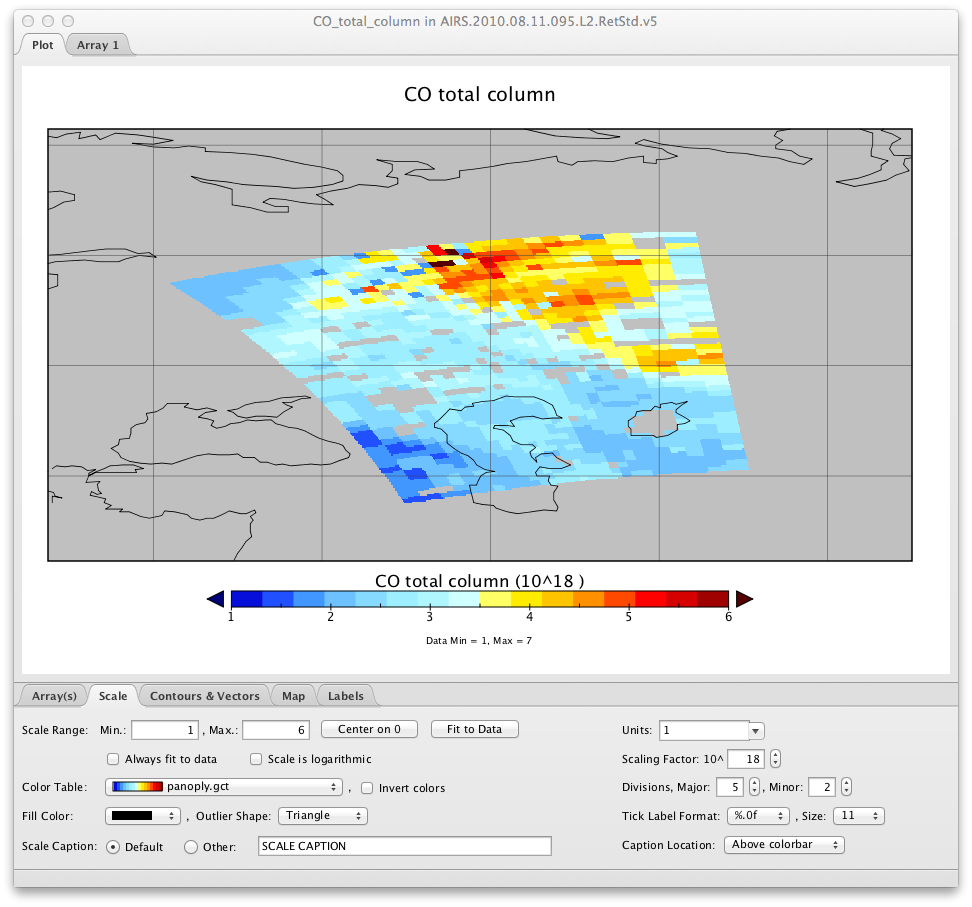 CO_total_column in AIRS.2010.08.11.095.L2.RetStd.v5
Plot Array 1
CO total column
CO total column (10^18 )
1 2 3 4 5 6
Data Min = 1, Max = 7
Array(s) Scale Contours & Vectors Map Labels
Scale Range: Min.: 1 , Max.: 6 Center on 0 Fit to Data Units: 1
Always fit to data Scale is logarithmic Scaling Factor: 10^ 18
Color Table: panoply.gct , Invert colors Divisions, Major: 5 , Minor: 2
Fill Color: , Outlier Shape: Triangle Tick Label Format: %.0f , Size: 11
Scale Caption: Default Other: SCALE CAPTION Caption Location: Above colorbar